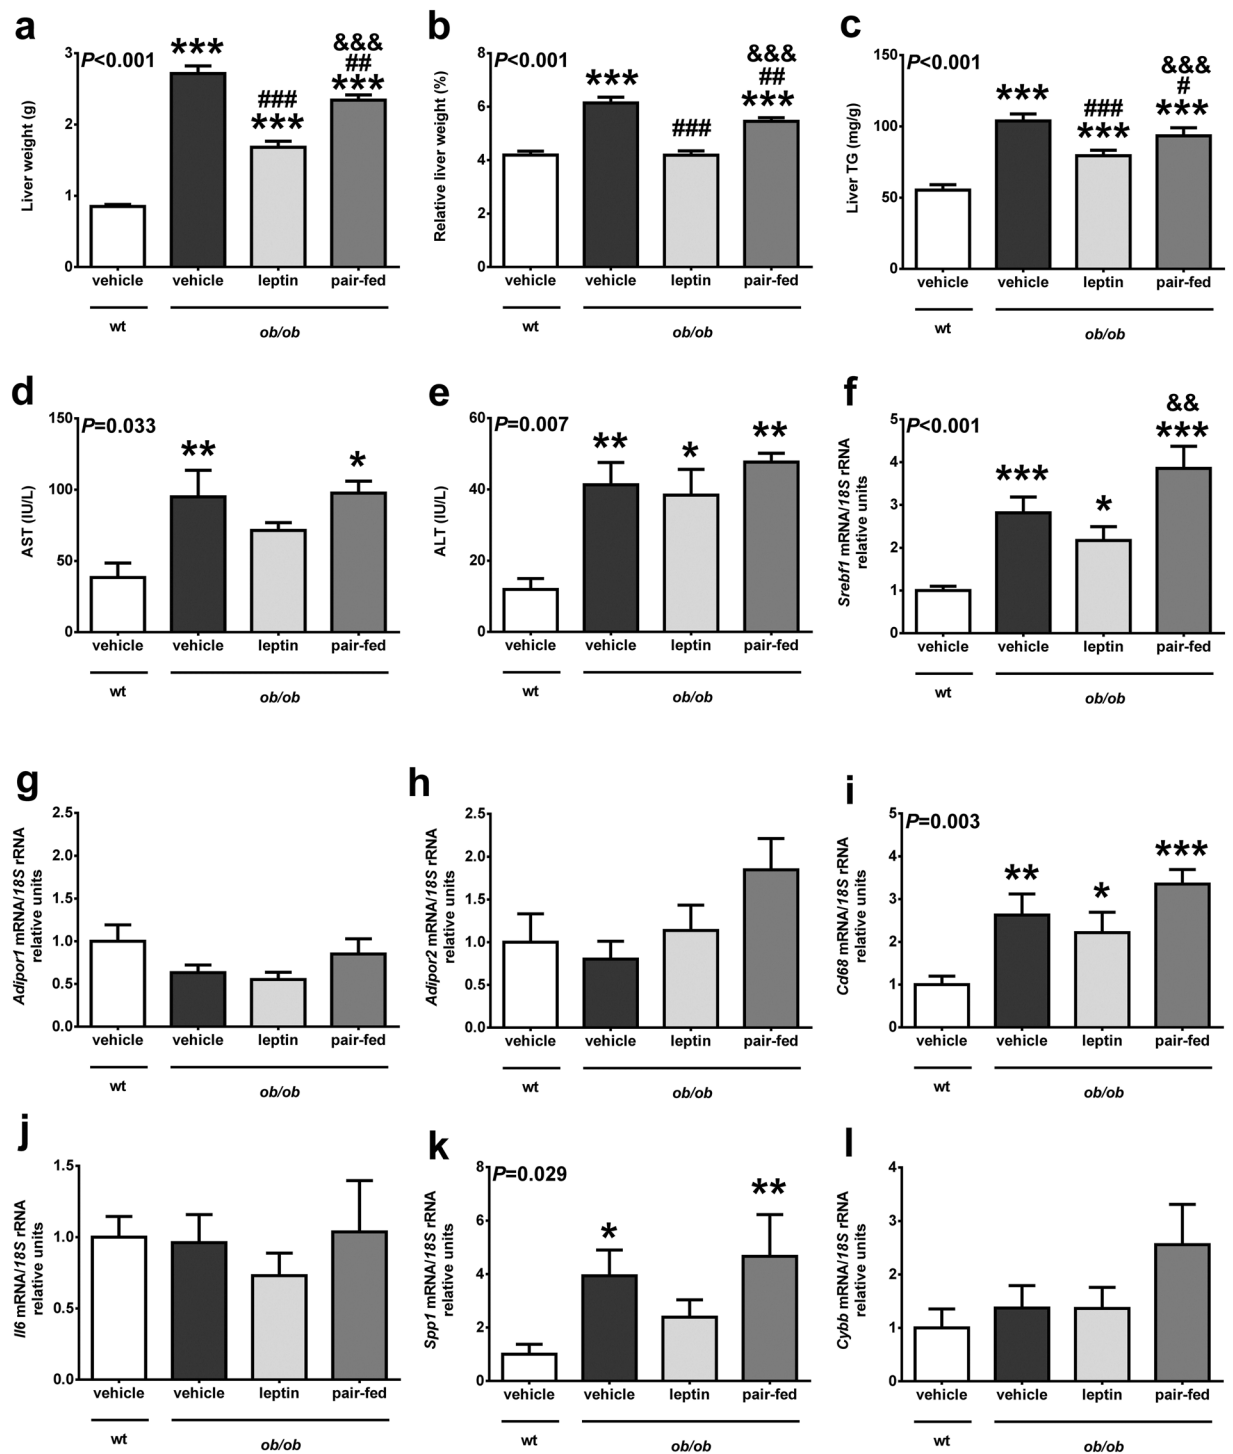 a
Liver weight (g)
3
2
1
0
P<0.001
***
###
***
&&&
##
***
vehicle vehicle leptin pair-fed
wt ob/ob
b
Relative liver weight (%)
8
6
4
2
0
P<0.001
***
###
&&&
##
***
vehicle vehicle leptin pair-fed
wt ob/ob
c
Liver TG (mg/g)
150
100
50
0
P<0.001
***
###
***
&&&
#
***
vehicle vehicle leptin pair-fed
wt ob/ob
d
AST (IU/L)
150
100
50
0
P=0.033
**
*
vehicle vehicle leptin pair-fed
wt ob/ob
e
ALT (IU/L)
60
40
20
0
P=0.007
**
*
**
vehicle vehicle leptin pair-fed
wt ob/ob
f
Srebf1 mRNA/18S rRNA
relative units
5
4
3
2
1
0
P<0.001
***
*
&&
***
vehicle vehicle leptin pair-fed
wt ob/ob
g
Adipor1 mRNA/18S rRNA
relative units
2.5
2.0
1.5
1.0
0.5
0.0
vehicle vehicle leptin pair-fed
wt ob/ob
h
Adipor2 mRNA/18S rRNA
relative units
2.5
2.0
1.5
1.0
0.5
0.0
vehicle vehicle leptin pair-fed
wt ob/ob
i
Cd68 mRNA/18S rRNA
relative units
5
4
3
2
1
0
P=0.003
**
*
***
vehicle vehicle leptin pair-fed
wt ob/ob
j
Il6 mRNA/18S rRNA
relative units
1.5
1.0
0.5
0.0
vehicle vehicle leptin pair-fed
wt ob/ob
k
Spp1 mRNA/18S rRNA
relative units
8
6
4
2
0
P=0.029
*
**
vehicle vehicle leptin pair-fed
wt ob/ob
l
Cybb mRNA/18S rRNA
relative units
4
3
2
1
0
vehicle vehicle leptin pair-fed
wt ob/ob